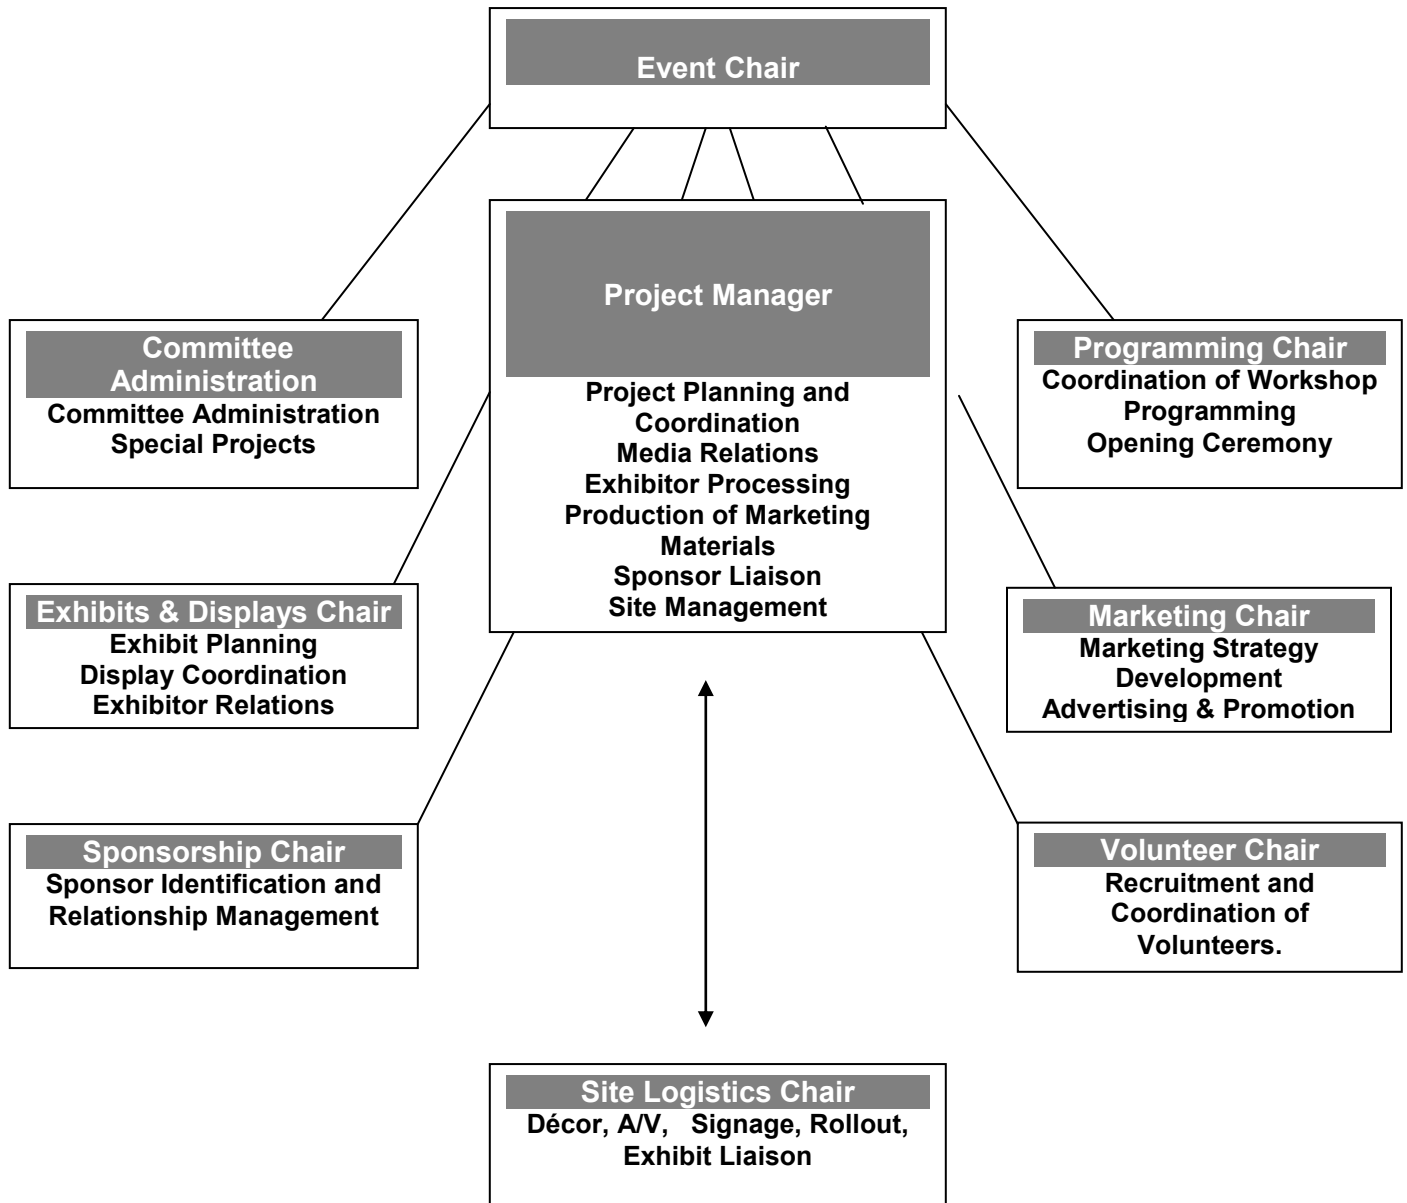 Event Chair
Project Manager
Project Planning and
Coordination
Media Relations
Exhibitor Processing
Production of Marketing
Materials
Sponsor Liaison
Site Management
Committee
Administration
Committee Administration
Special Projects
Programming Chair
Coordination of Workshop
Programming
Opening Ceremony
Exhibits & Displays Chair
Exhibit Planning
Display Coordination
Exhibitor Relations
Marketing Chair
Marketing Strategy
Development
Advertising & Promotion
Sponsorship Chair
Sponsor Identification and
Relationship Management
Volunteer Chair
Recruitment and
Coordination of
Volunteers.
Site Logistics Chair
Décor, A/V, Signage, Rollout,
Exhibit Liaison